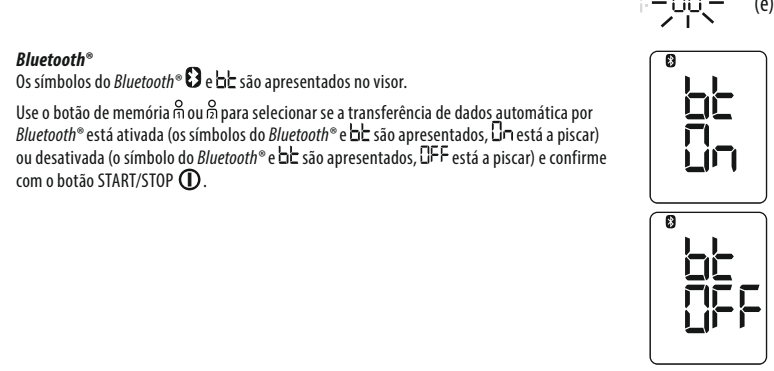 00
(e)
Bluetooth®
Os símbolos do Bluetooth® e bt são apresentados no visor.
Use o botão de memória ou para selecionar se a transferência de dados automática por
Bluetooth® está ativada (os símbolos do Bluetooth® e bt são apresentados, On está a piscar)
ou desativada (o símbolo do Bluetooth® e bt são apresentados, OFF está a piscar) e confirme
com o botão START/STOP.
bt
On
bt
OFF